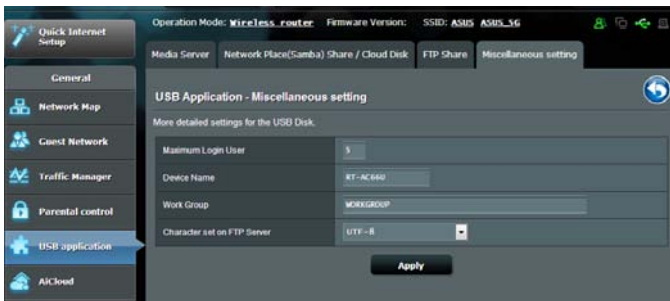 Quick Internet
Setup
Operation Mode: Wireless router Firmware Version: SSID: ASUS ASUS_5G
Media Server Network Place(Samba) Share / Cloud Disk FTP Share Miscellaneous setting
General
Network Map
Guest Network
Traffic Manager
Parental control
USB application
AiCloud
USB Application - Miscellaneous setting
More detailed settings for the USB Disk.
Maximum Login User 5
Device Name RT-AC66U
Work Group WORKGROUP
Character set on FTP Server UTF-8
Apply